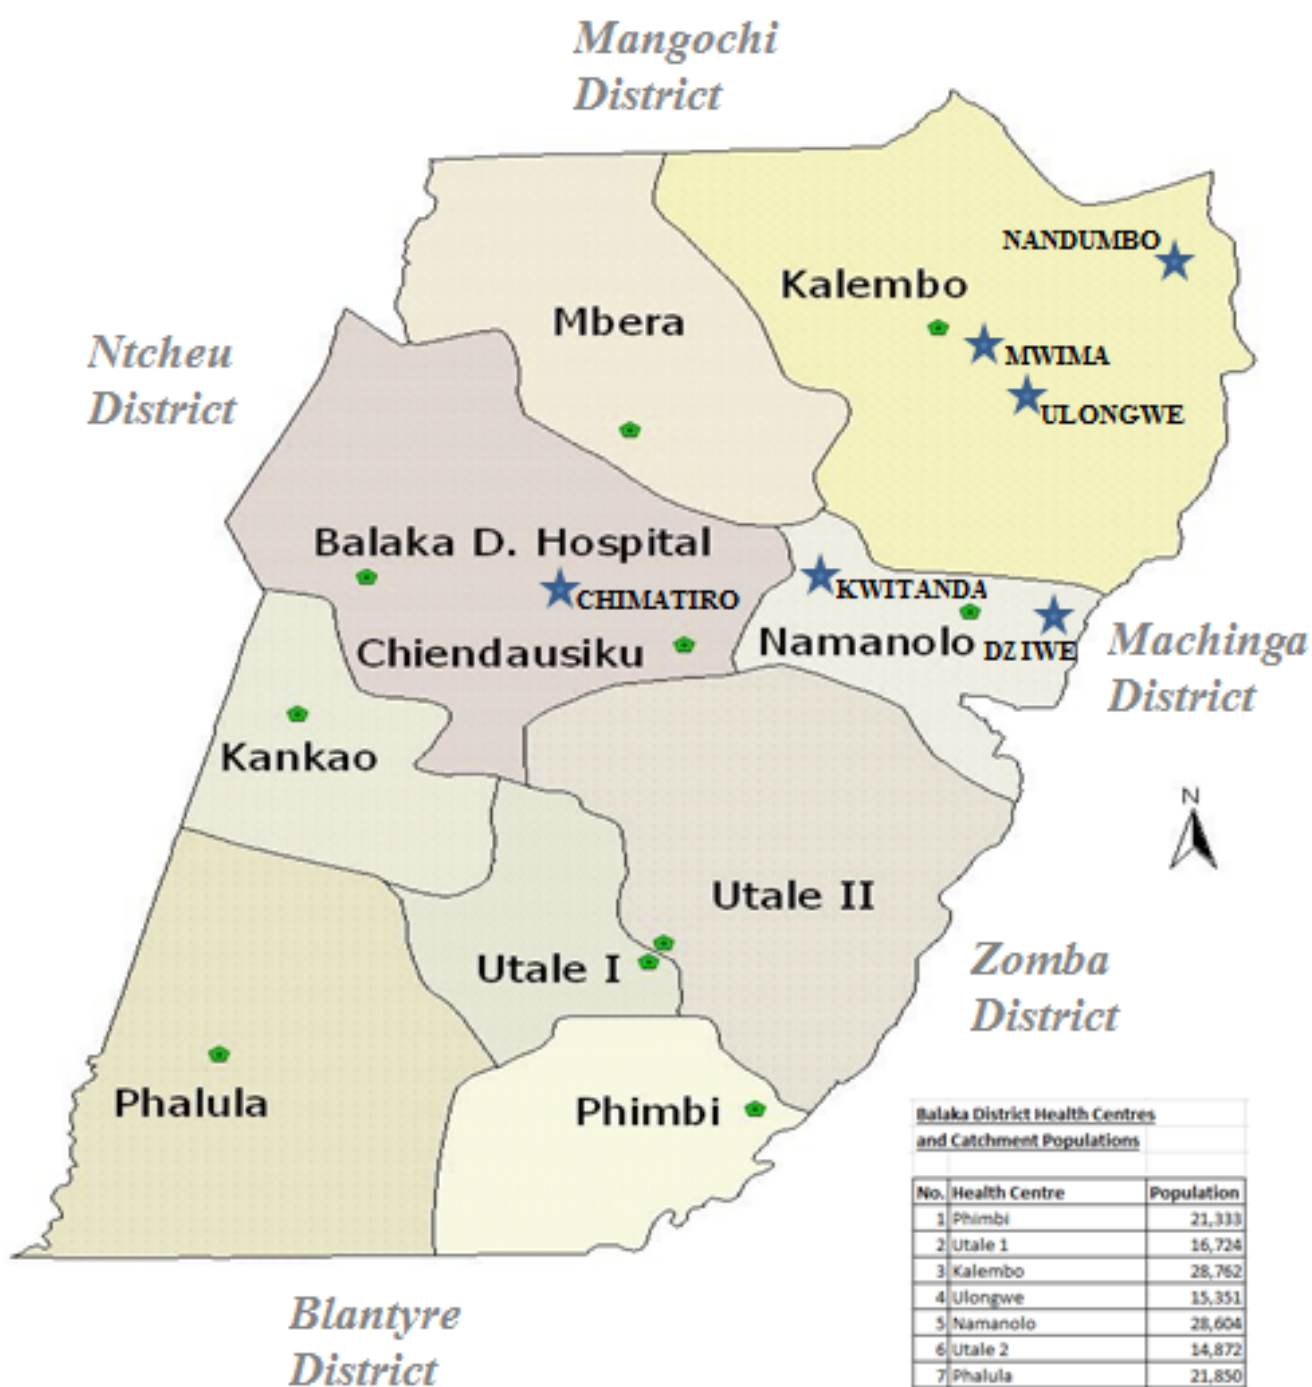 Mangochi
District
NANDUMBO
Kalembo
Mbera
MWIMA
Ntcheu
District
ULONGWE
Balaka D. Hospital
KWITANDA
CHIMATIRO
Namanolo
DZIWE
Machinga
District
Chiendausiku
Kankao
N
Utale II
Utale I
Zomba
District
Phalula
Phimbi
Balaka District Health Centres
and Catchment Populations
No. Health Centre Population
1 Phimbi 21,333
2 Utale 1 16,724
3 Kalembo 28,762
4 Ulongwe 15,351
5 Namanolo 28,604
6 Utale 2 14,872
7 Phalula 21,850
Blantyre
District